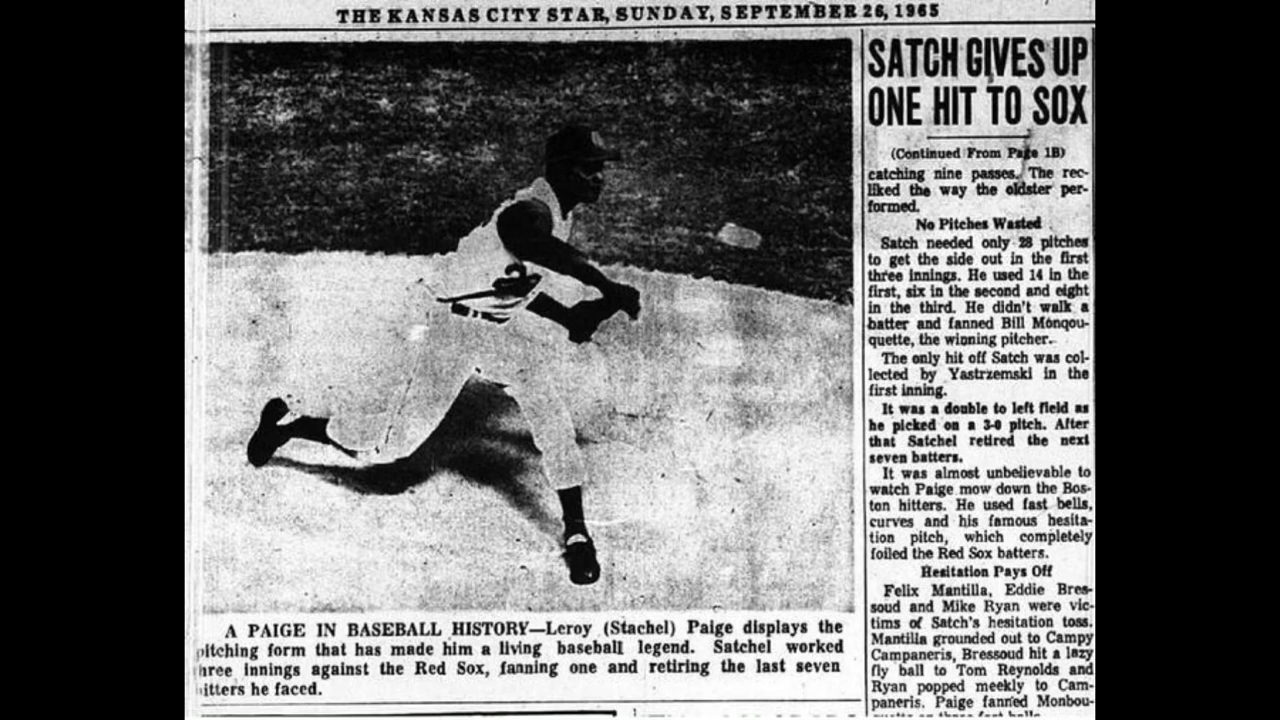 THE KANSAS CITY STAR, SUNDAY, SEPTEMBER 26, 1965
SATCH GIVES UP
ONE HIT TO SOX
(Continued From Page 1B)
catching nine passes. The rec-
liked the way the oldster per-
formed.
No Pitches Wasted
Satch needed only 28 pitches
to get the side out in the first
three innings. He used 14 in the
first, six in the second and eight
in the third. He didn't walk a
batter and fanned Bill Monqou-
quette, the winning pitcher.
The only hit off Satch was col-
lected by Yastrzemski in the
first inning.
It was a double to left field as
he picked on a 3-0 pitch. After
that Satchel retired the next
seven batters.
It was almost unbelievable to
watch Paige mow down the Bos-
ton hitters. He used fast bells,
curves and his famous hesita-
tion pitch, which completely
foiled the Red Sox batters.
Hesitation Pays Off
Felix Mantilla, Eddie Bres-
soud and Mike Ryan were vic-
tims of Satch's hesitation toss.
Mantilla grounded out to Campy
Campaneris, Bressoud hit a lazy
fly ball to Tom Reynolds and
Ryan popped meekly to Cam-
paneris. Paige fanned Monbou-
A PAIGE IN BASEBALL HISTORY—Leroy (Stachel) Paige displays the
pitching form that has made him a living baseball legend. Satchel worked
hree innings against the Red Sox, fanning one and retiring the last seven
itters he faced.